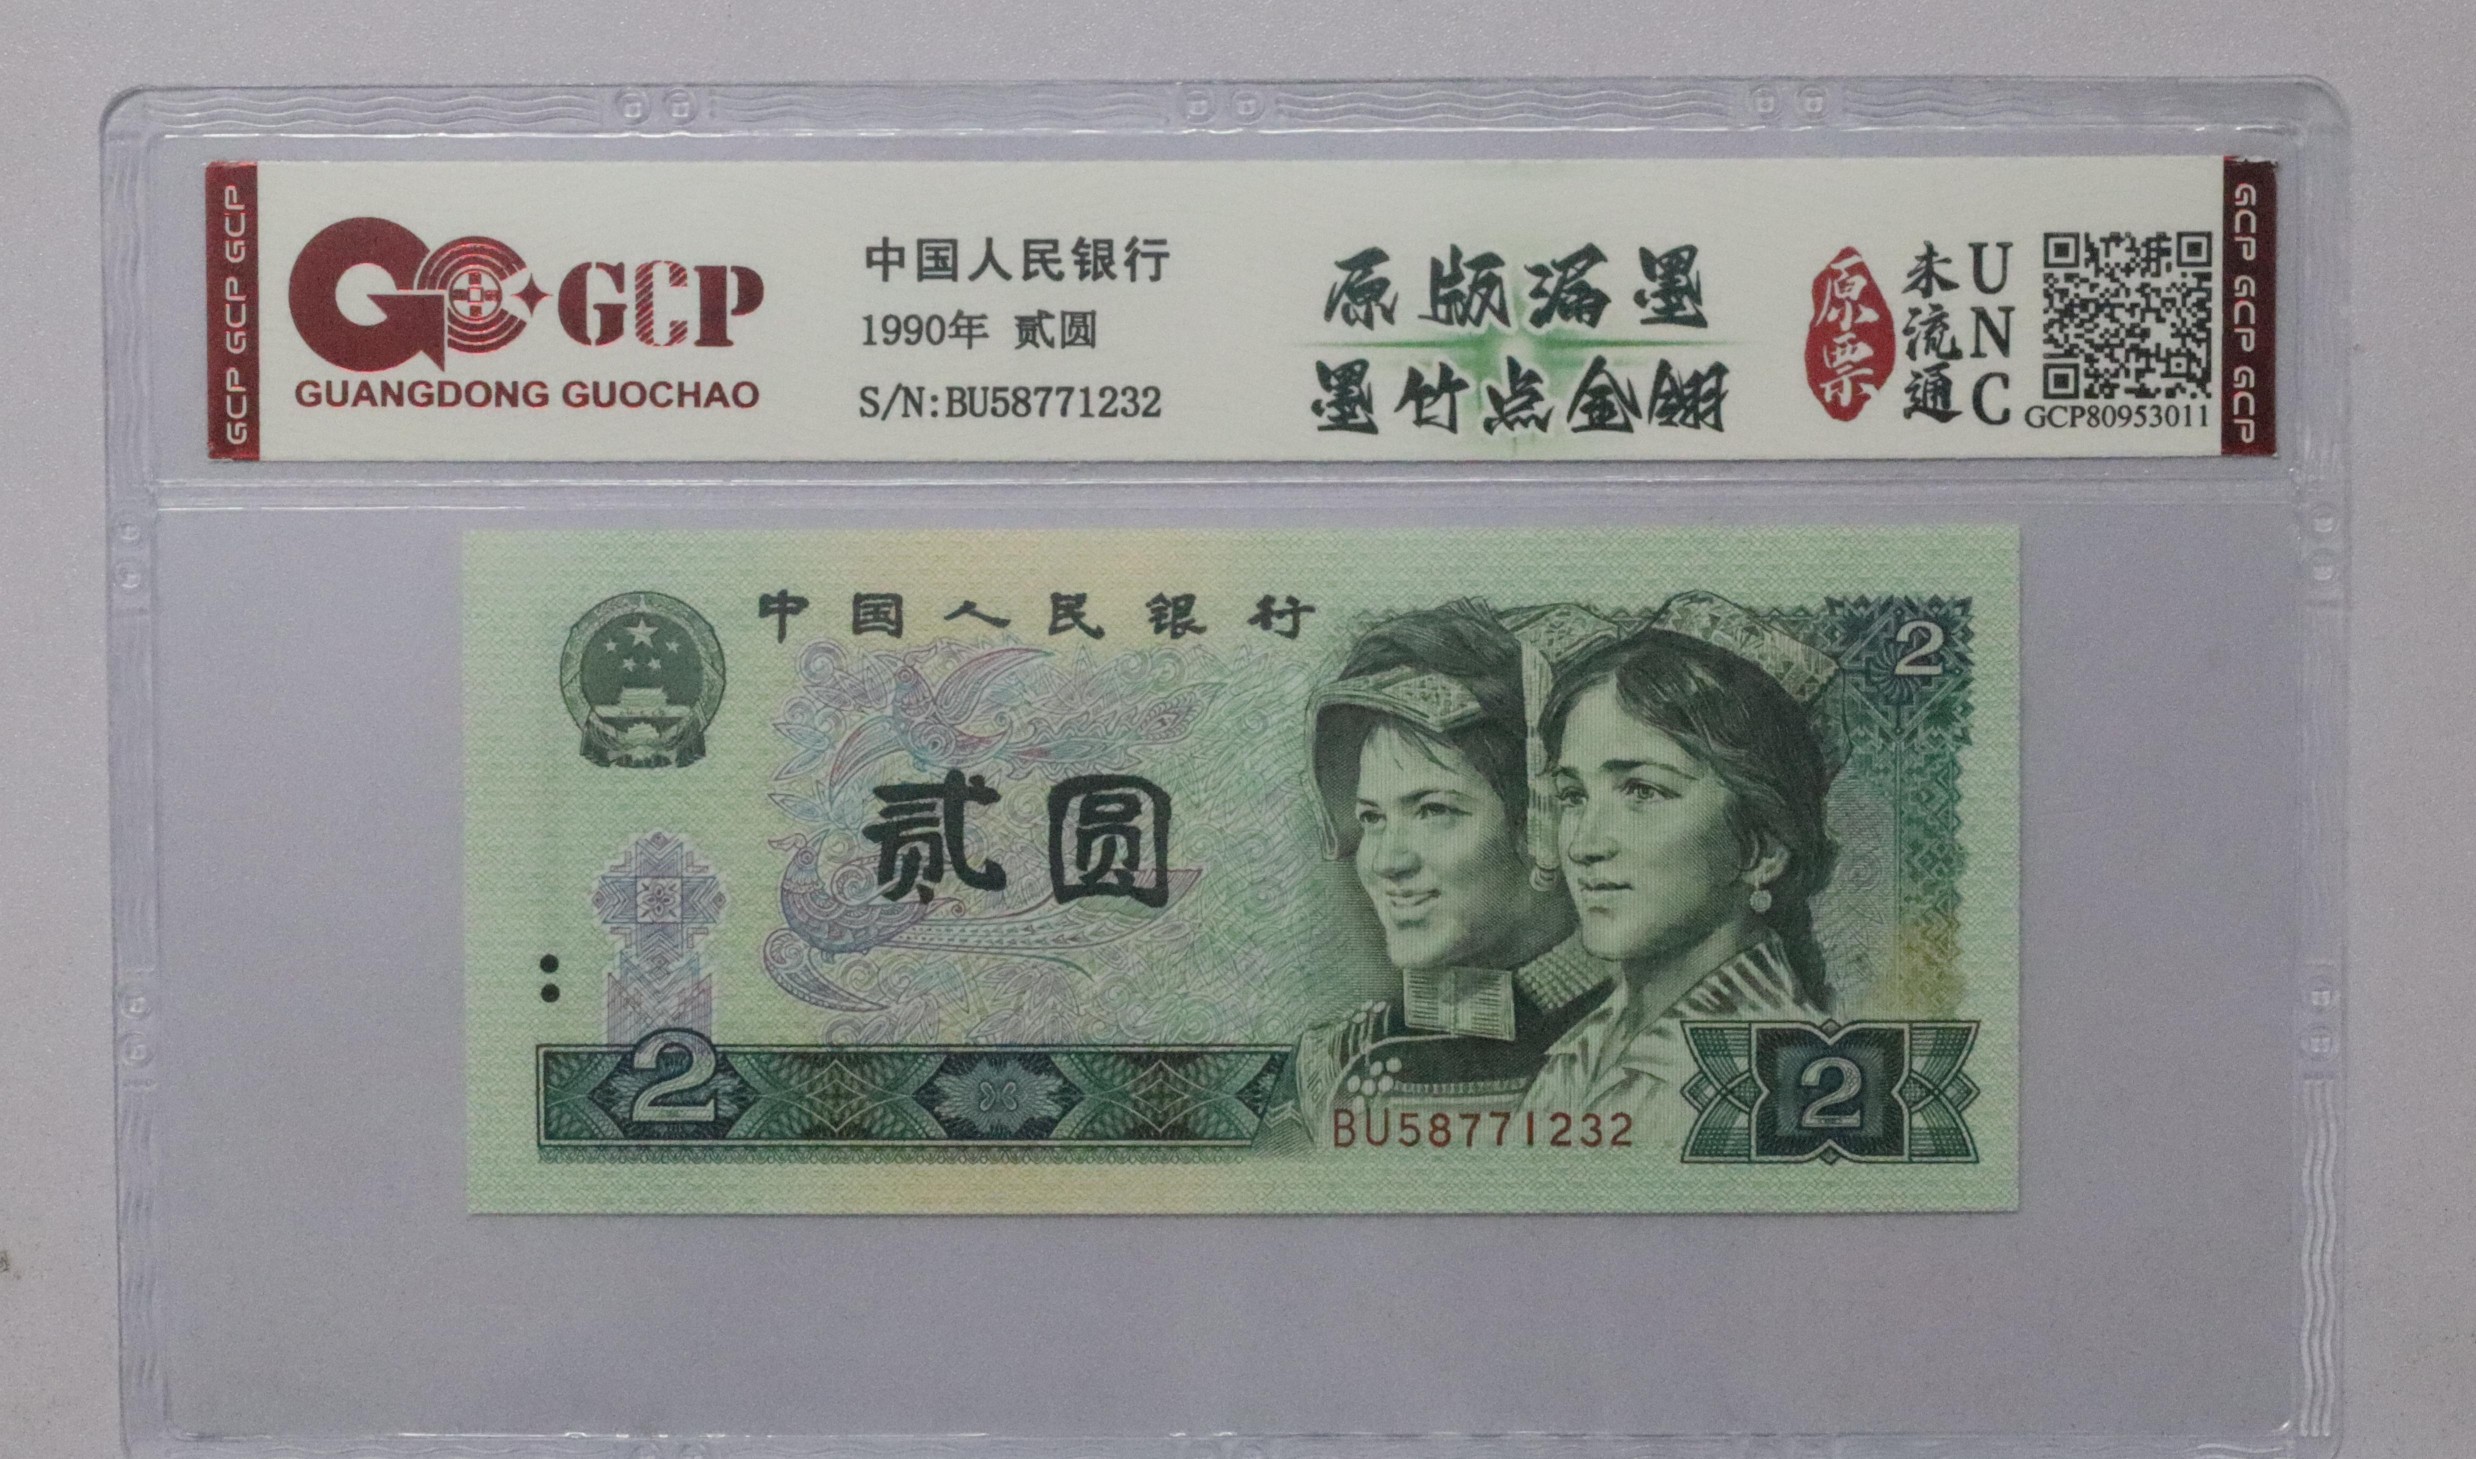 GCP GCP GCP
GCP
GUANGDONG GUOCHAO
中国人民银行
1990年 贰圆
S/N:BU58771232
原版漏墨
墨竹点金翅
原票
未流通
UNC
GCP80953011
GCP GCP GCP
中国人民银行
2
贰圆
2
BU58771232
2